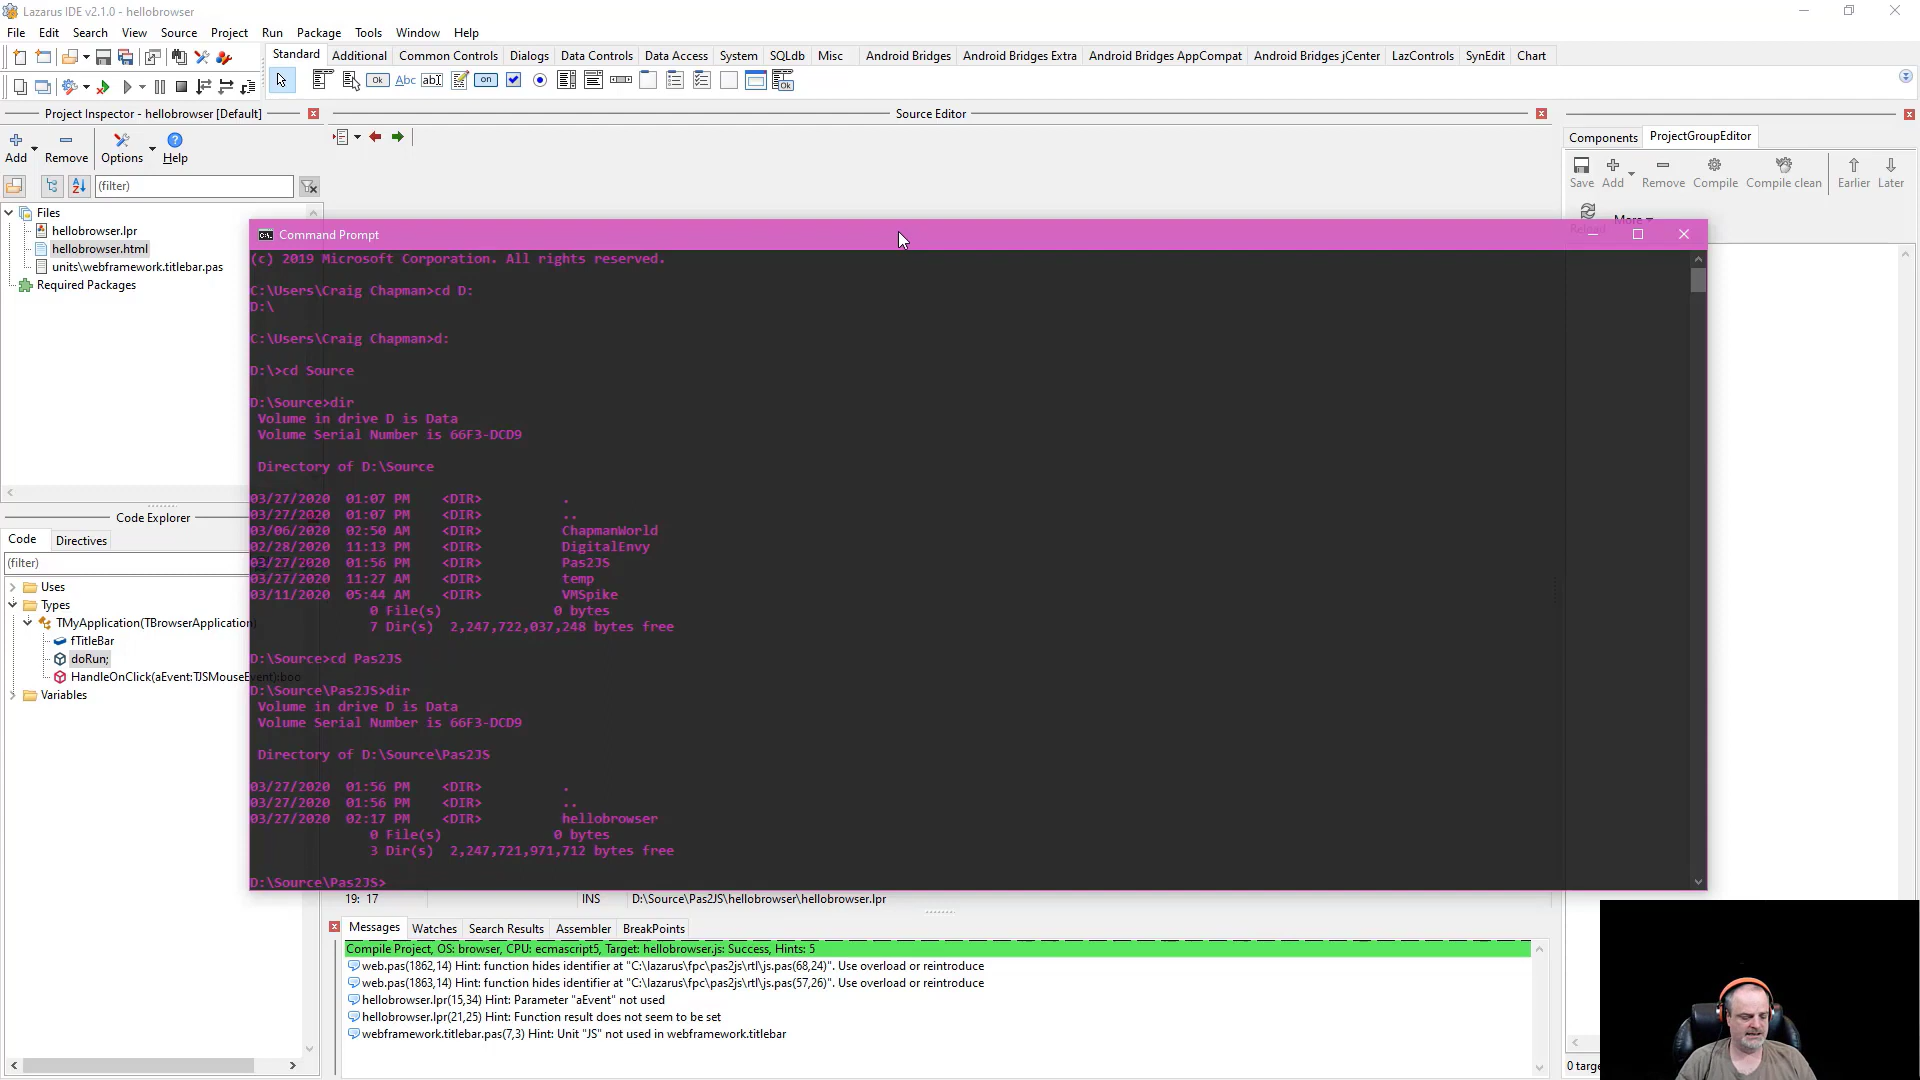 Lazarus IDE v2.1.0 - hellobrowser
File Edit Search View Source Project Run Package Tools Window Help
Standard Additional Common Controls Dialogs Data Controls Data Access System SQLdb Misc Android Bridges Android Bridges Extra Android Bridges AppCompat Android Bridges jCenter LazControls SynEdit Chart
Ok Abc ab on Ok
Project Inspector - hellobrowser [Default]
Source Editor
Add Remove Options Help
(filter)
Files
hellobrowser.lpr
hellobrowser.html
units\webframework.titlebar.pas
Required Packages
Components ProjectGroupEditor
Save Add Remove Compile Compile clean Earlier Later
More
Command Prompt
(c) 2019 Microsoft Corporation. All rights reserved.
C:\Users\Craig Chapman>cd D:
D:\
C:\Users\Craig Chapman>d:
D:\>cd Source
D:\Source>dir
Volume in drive D is Data
Volume Serial Number is 66F3-DCD9
Directory of D:\Source
03/27/2020 01:07 PM <DIR> .
03/27/2020 01:07 PM <DIR> ..
03/06/2020 02:50 AM <DIR> ChapmanWorld
02/28/2020 11:13 PM <DIR> DigitalEnvy
03/27/2020 01:56 PM <DIR> Pas2JS
03/27/2020 11:27 AM <DIR> temp
03/11/2020 05:44 AM <DIR> VMSpike
0 File(s) 0 bytes
7 Dir(s) 2,247,722,037,248 bytes free
D:\Source>cd Pas2JS
D:\Source\Pas2JS>dir
Volume in drive D is Data
Volume Serial Number is 66F3-DCD9
Directory of D:\Source\Pas2JS
03/27/2020 01:56 PM <DIR> .
03/27/2020 01:56 PM <DIR> ..
03/27/2020 02:17 PM <DIR> hellobrowser
0 File(s) 0 bytes
3 Dir(s) 2,247,721,971,712 bytes free
D:\Source\Pas2JS>
Code Explorer
Code Directives
(filter)
Uses
Types
TMyApplication(TBrowserApplication)
fTitleBar
doRun;
HandleOnClick(aEvent:TJSMouseEvent):boo
Variables
19: 17 INS D:\Source\Pas2JS\hellobrowser\hellobrowser.lpr
Messages Watches Search Results Assembler BreakPoints
Compile Project, OS: browser, CPU: ecmascript5, Target: hellobrowser.js: Success, Hints: 5
web.pas(1862,14) Hint: function hides identifier at "C:\lazarus\fpc\pas2js\rtl\js.pas(68,24)". Use overload or reintroduce
web.pas(1863,14) Hint: function hides identifier at "C:\lazarus\fpc\pas2js\rtl\js.pas(57,26)". Use overload or reintroduce
hellobrowser.lpr(15,34) Hint: Parameter "aEvent" not used
hellobrowser.lpr(21,25) Hint: Function result does not seem to be set
webframework.titlebar.pas(7,3) Hint: Unit "JS" not used in webframework.titlebar
0 targe